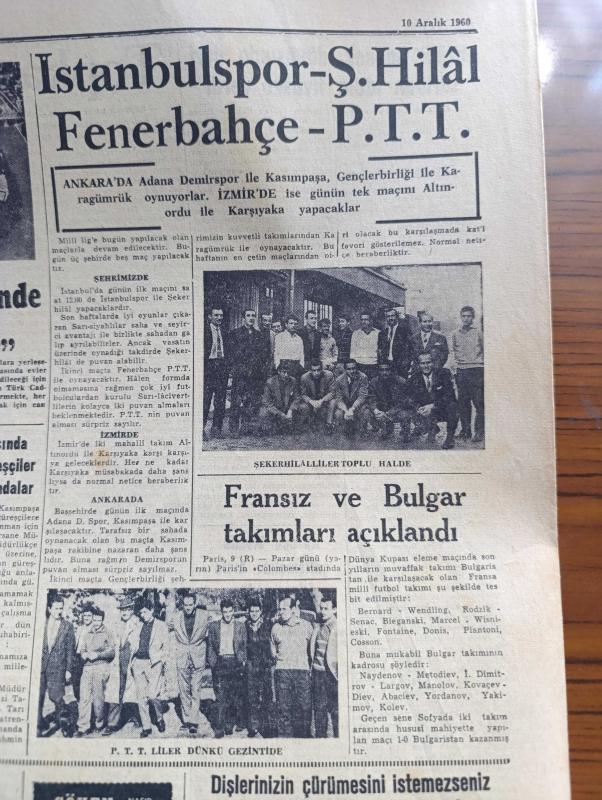 10 Aralık 1960
Istanbulspor-Ş.Hilâl
Fenerbahçe-P.T.T.
ANKARA'DA Adana Demirspor ile Kasımpaşa, Gençlerbirliği ile Ka-
ragümrük oynuyorlar. İZMİR'DE ise günün tek maçını Altın-
ordu ile Karşıyaka yapacaklar
Milli lig'e bugün yapılacak olan
maçlarla devam edilecektir. Bu-
gün üç şehirde beş maç yapılacak
tır.
ŞEHRİMİZDE
İstanbul'da günün ilk maçını sa
at 12.00 de İstanbulspor ile Şeker
hilâl yapacaklardır.
Son haftalarda iyi oyunlar çıka-
ran Sarı-siyahlılar saha ve seyir-
ci avantajı ile birlikte sahadan ga
lip ayrılabilirler. Ancak vasatın
üzerinde oynadığı takdirde Şeker-
hilâl de puvan alabilir.
İkinci maçta Fenerbahçe P.T.T.
ile oynayacaktır. Hâlen formda
olmamasına rağmen çok iyi fut-
bolculardan kurulu Sarı-lâcivert-
lilerin kolayca iki puvan almaları
beklenmektedir. P.T.T. nin puvan
alması sürpriz sayılır.
İZMİRDE
İzmir'de iki mahalli takım Al-
tınordu ile Karşıyaka karşı karşı-
ya geleceklerdir. Her ne kadar
Karşıyaka müsabakada daha şans
lıysa da normal netice beraberlik
tir.
ANKARADA
Başşehirde günün ilk maçında
Adana D. Spor, Kasımpaşa ile kar
şılaşacaktır. Tarafsız bir sahada
oynanacak olan bu maçta Kasım-
paşa rakibine nazaran daha şans
lıdır. Buna rağmen Demirsporun
puvan alması sürpriz sayılmaz.
İkinci maçta Gençlerbirliği şeh-
rimizin kuvvetli takımlarından Ka
ragümrük ile oynayacaktır. Bu
haftanın en çetin maçlarından bi-
ri olacak bu karşılaşmada kat'i
favori gösterilemez. Normal neti-
ce beraberliktir.
ŞEKERHİLÂLLİLER TOPLU HALDE
Fransız ve Bulgar
takımları açıklandı
Paris, 9 (R) — Pazar günü (ya-
rın) Paris'in «Colombes» stadında
Dünya Kupası eleme maçında son
yılların muvaffak takımı Bulgaris
tan ile karşılaşacak olan Fransa
milli futbol takımı şu şekilde tes
bit edilmiştir:
Bernard - Wendling, Rodzik -
Senac, Bieganski, Marcel - Wisni-
eski, Fontaine, Donis, Piantoni,
Cosson.
Buna mukabil Bulgar takımının
kadrosu şöyledir:
Naydenov - Metodiev, İ. Dimit-
rov - Largov, Manolov, Kovaçev-
Diev, Abaciev, Yordanov, Yaki-
mov, Kolev.
Geçen sene Sofyada iki takım
arasında hususi mahiyette yapı-
lan maçı 1-0 Bulgaristan kazanmış
tır.
P. T. T. LİLER DÜNKÜ GEZİNTİDE
Dişlerinizin çürümesini istemezseniz